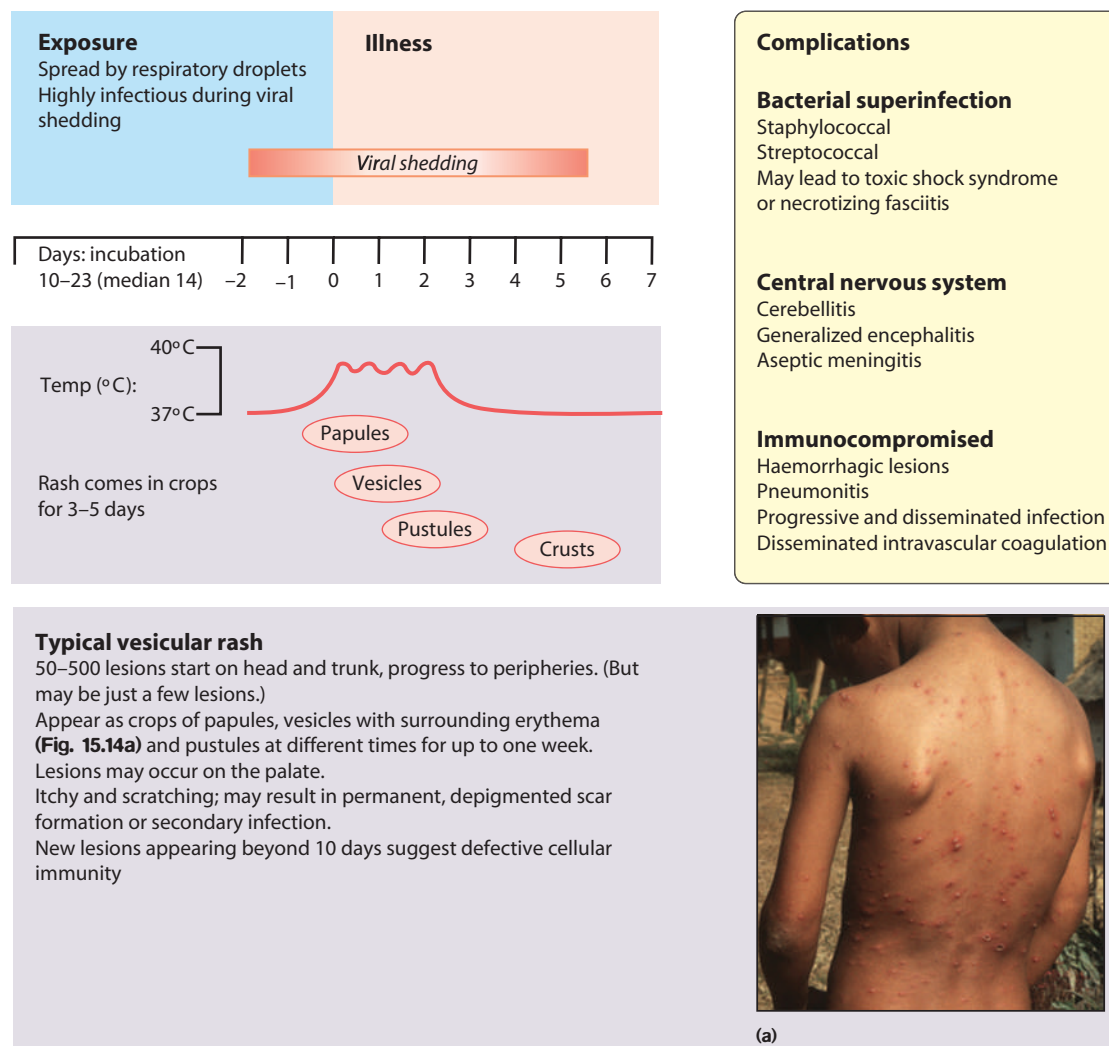 Exposure
Spread by respiratory droplets
Highly infectious during viral
shedding
Illness
Viral shedding
Days: incubation
10–23 (median 14) –2 –1 0 1 2 3 4 5 6 7
40°C
Temp (°C):
37°C
Papules
Rash comes in crops
for 3–5 days
Vesicles
Pustules
Crusts
Complications
Bacterial superinfection
Staphylococcal
Streptococcal
May lead to toxic shock syndrome
or necrotizing fasciitis
Central nervous system
Cerebellitis
Generalized encephalitis
Aseptic meningitis
Immunocompromised
Haemorrhagic lesions
Pneumonitis
Progressive and disseminated infection
Disseminated intravascular coagulation
Typical vesicular rash
50–500 lesions start on head and trunk, progress to peripheries. (But
may be just a few lesions.)
Appear as crops of papules, vesicles with surrounding erythema
(Fig. 15.14a) and pustules at different times for up to one week.
Lesions may occur on the palate.
Itchy and scratching; may result in permanent, depigmented scar
formation or secondary infection.
New lesions appearing beyond 10 days suggest defective cellular
immunity
(a)